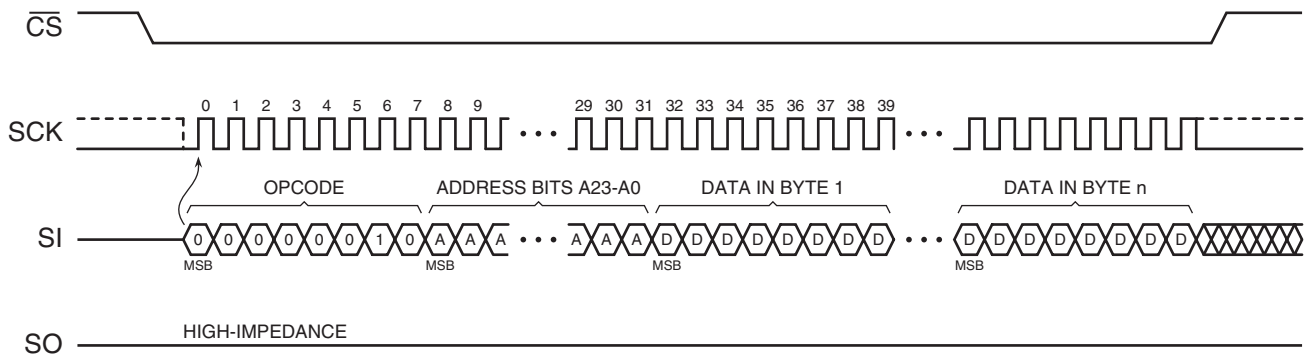 CS
0 1 2 3 4 5 6 7 8 9 29 30 31 32 33 34 35 36 37 38 39
SCK
OPCODE ADDRESS BITS A23-A0 DATA IN BYTE 1 DATA IN BYTE n
SI 0 0 0 0 0 0 1 0 A A A A A A D D D D D D D D D D D D D D D D
MSB MSB MSB MSB
HIGH-IMPEDANCE
SO